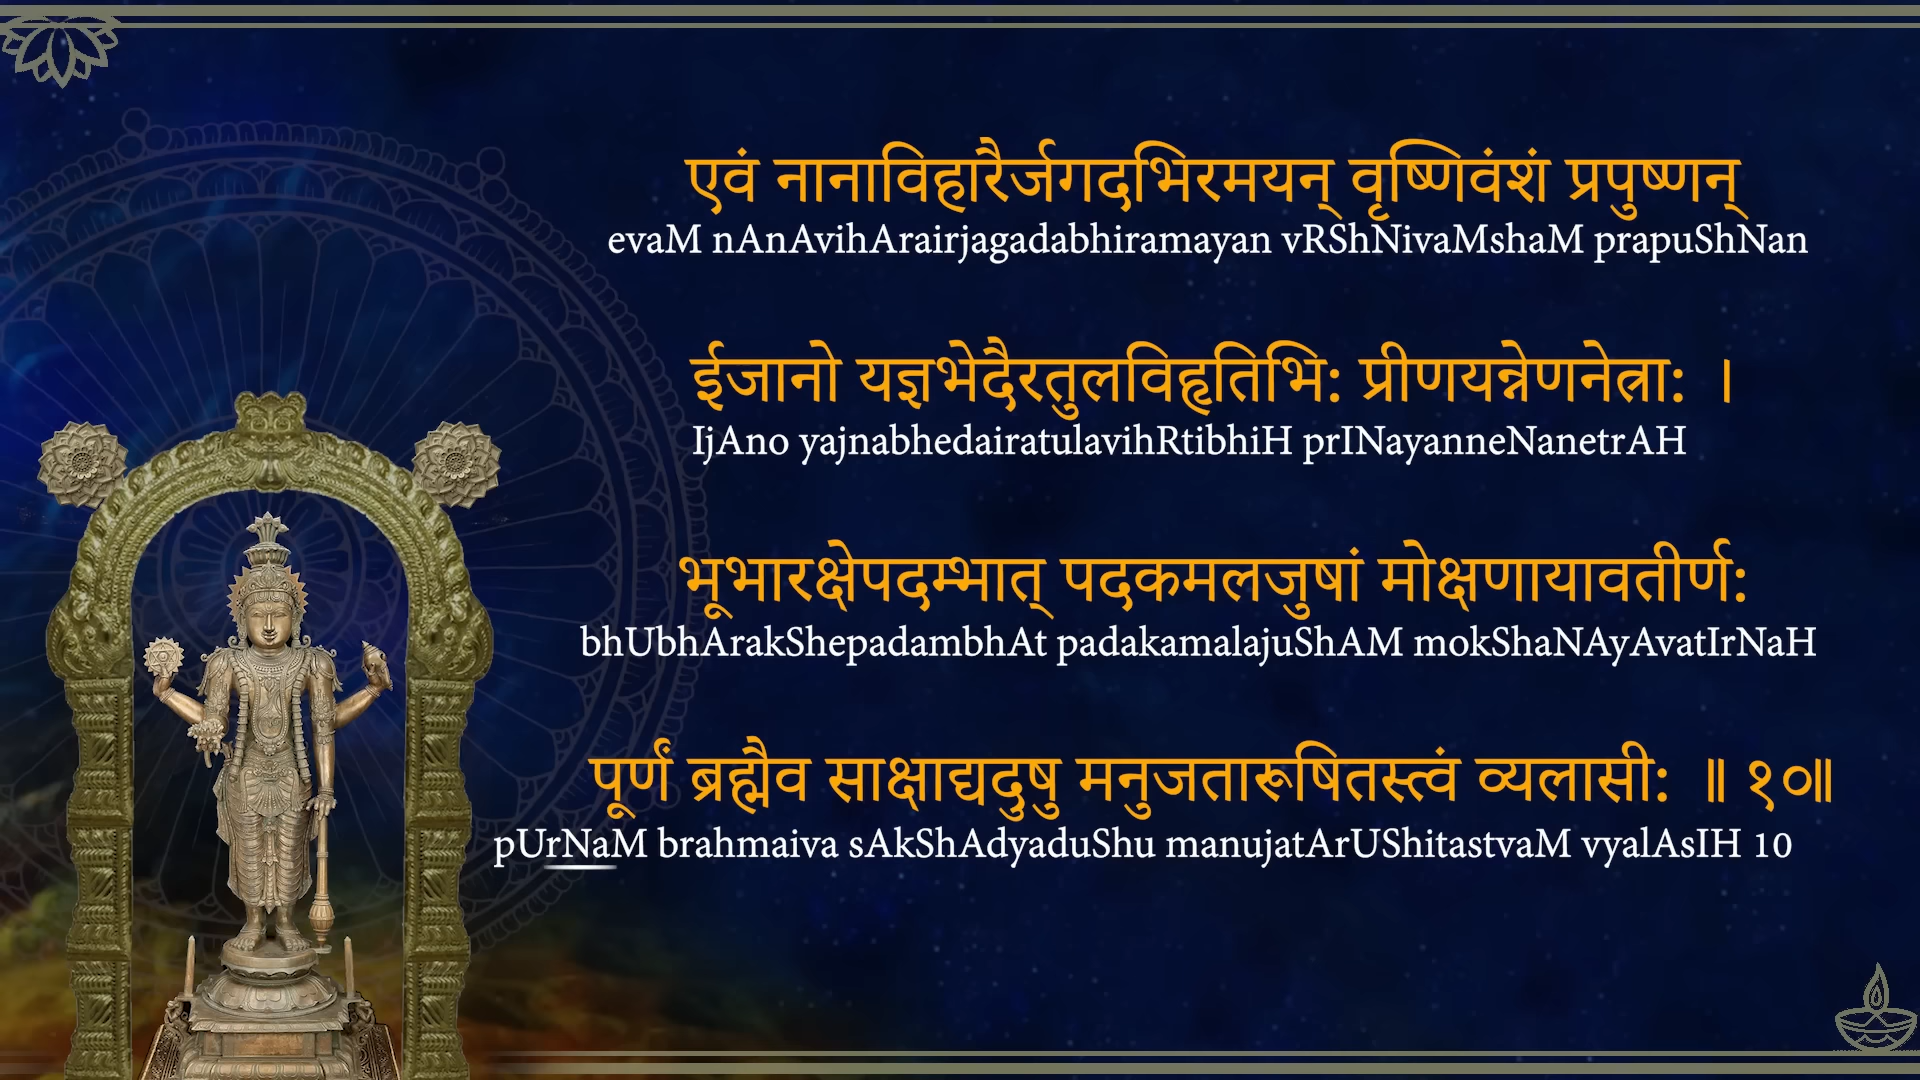 एवं नानाविहारैर्जगदभिरमयन् वृष्णिवंशं प्रपुष्णन्
evaM nAnAvihArairjagadabhiramayan vRShNivaMshaM prapuShNan
ईजानो यज्ञभेदैरतुलविहृतिभि: प्रीणयन्नेणनेत्रा: ।
IjAno yajnabhedairatulavihRtibhiH prINayanneNanetrAH
भूभारक्षेपदम्भात् पदकमलजुषां मोक्षणायावतीर्ण:
bhUbhArakShepadambhAt padakamalajuShAM mokShaNAyAvatIrNaH
पूर्णं ब्रह्मैव साक्षाद्यदुषु मनुजतारूषितस्त्वं व्यलासी: ॥ १०॥
pUrNaM brahmaiva sAkShAdyaduShu manujatArUShitastvaM vyalAsIH 10